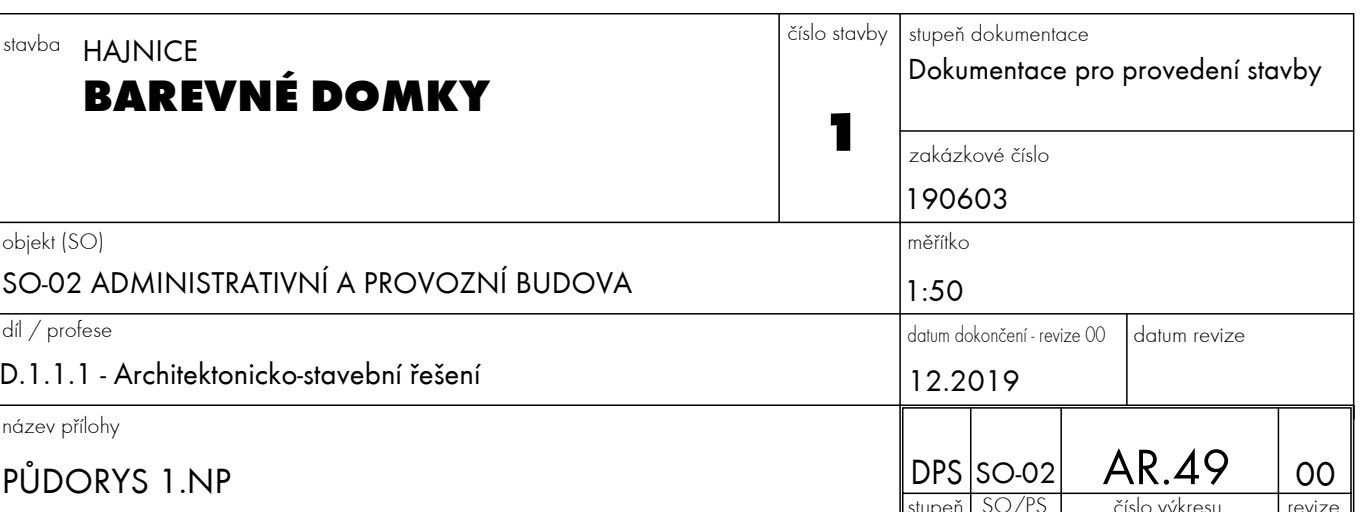 stavba HAJNICE
BAREVNÉ DOMKY
číslo stavby
1
stupeň dokumentace
Dokumentace pro provedení stavby
zakázkové číslo
190603
objekt (SO)
SO-02 ADMINISTRATIVNÍ A PROVOZNÍ BUDOVA
měřítko
1:50
díl / profese
D.1.1.1 - Architektonicko-stavební řešení
datum dokončení - revize 00
12.2019
datum revize
název přílohy
PŮDORYS 1.NP
DPS SO-02 AR.49 00
stupeň SO/PS číslo výkresu revize